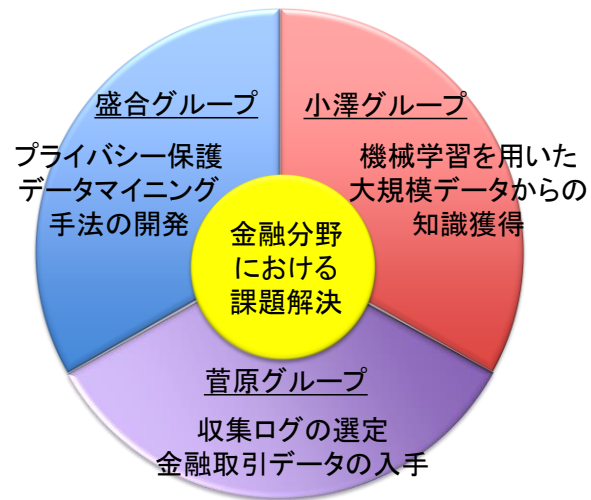 盛合グループ
プライバシー保護
データマイニング
手法の開発
小澤グループ
機械学習を用いた
大規模データからの
知識獲得
金融分野
における
課題解決
菅原グループ
収集ログの選定
金融取引データの入手